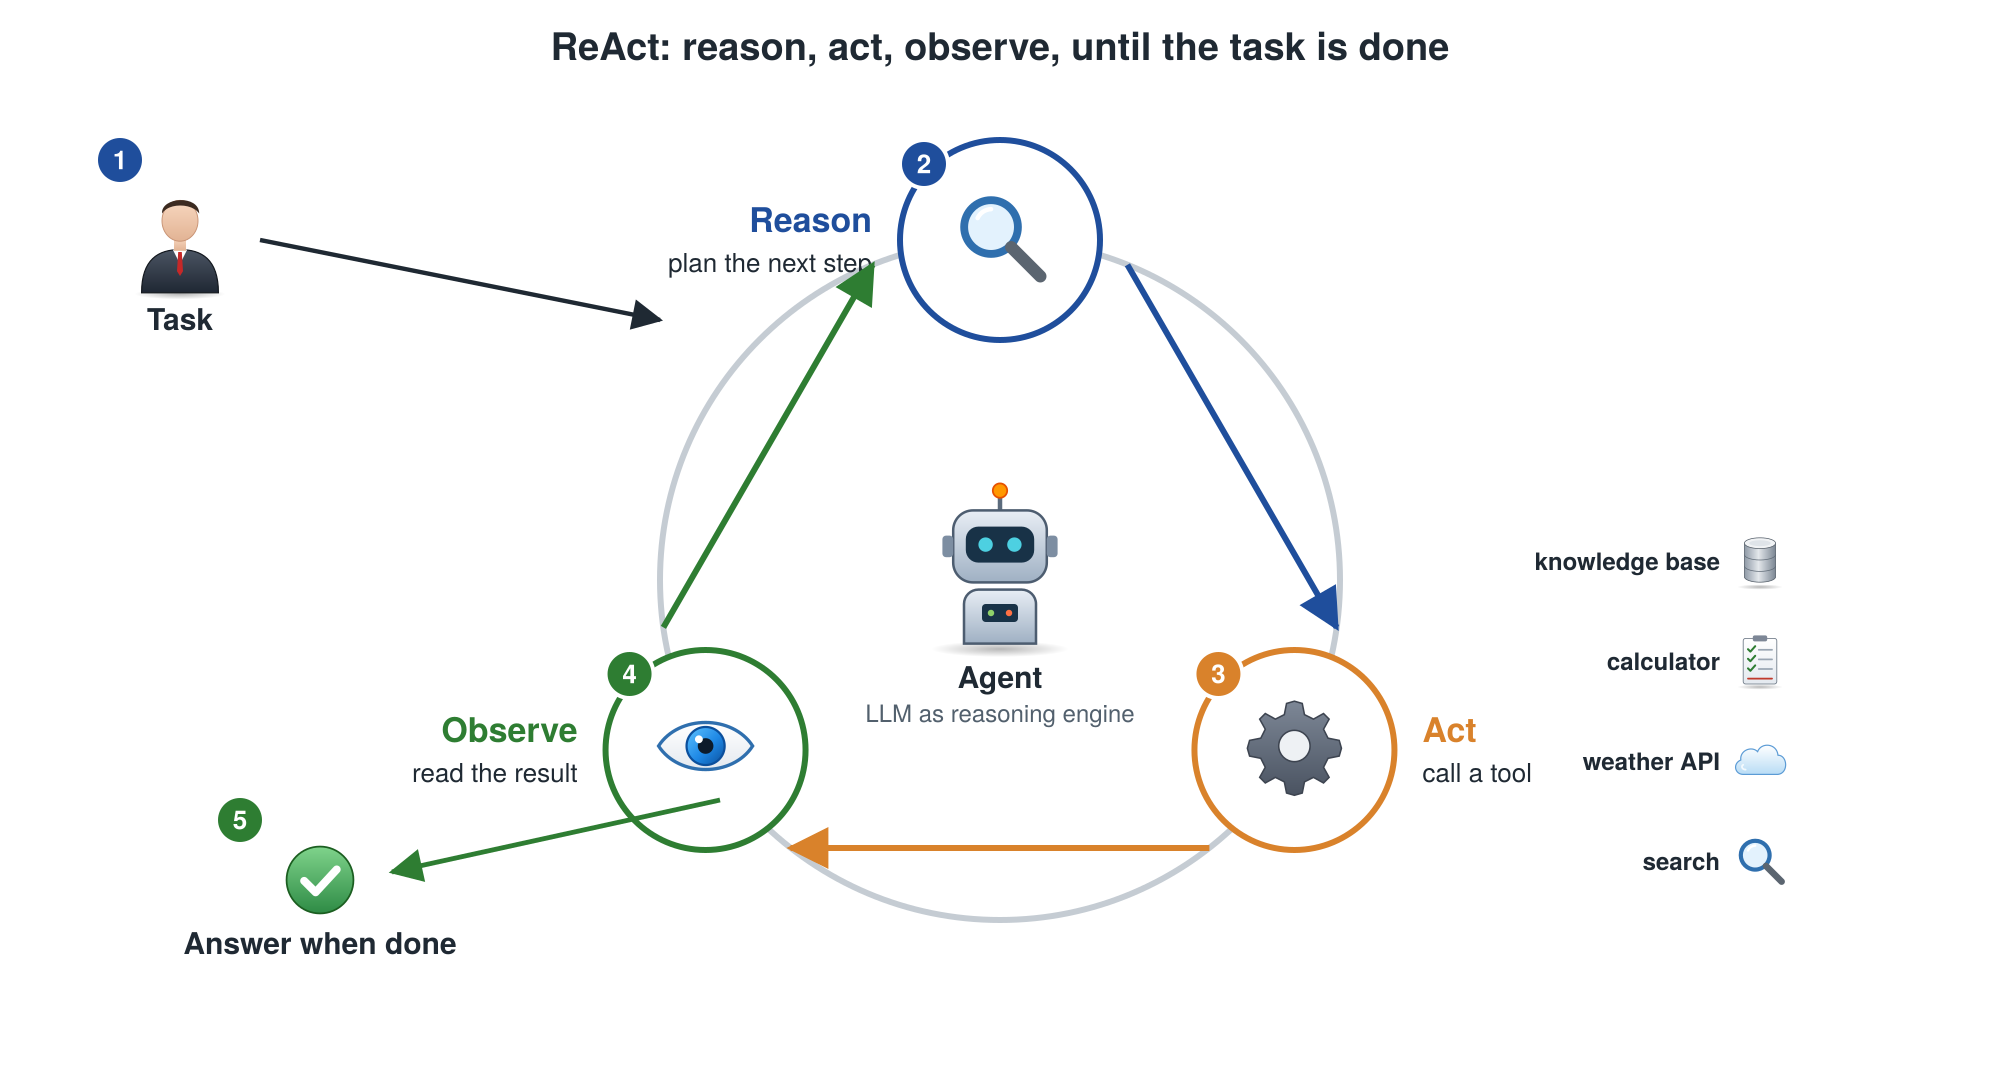 ReAct: reason, act, observe, until the task is done
1
Task
2
Reason
plan the next step
Agent
LLM as reasoning engine
3
Act
call a tool
knowledge base
calculator
weather API
search
4
Observe
read the result
5
Answer when done